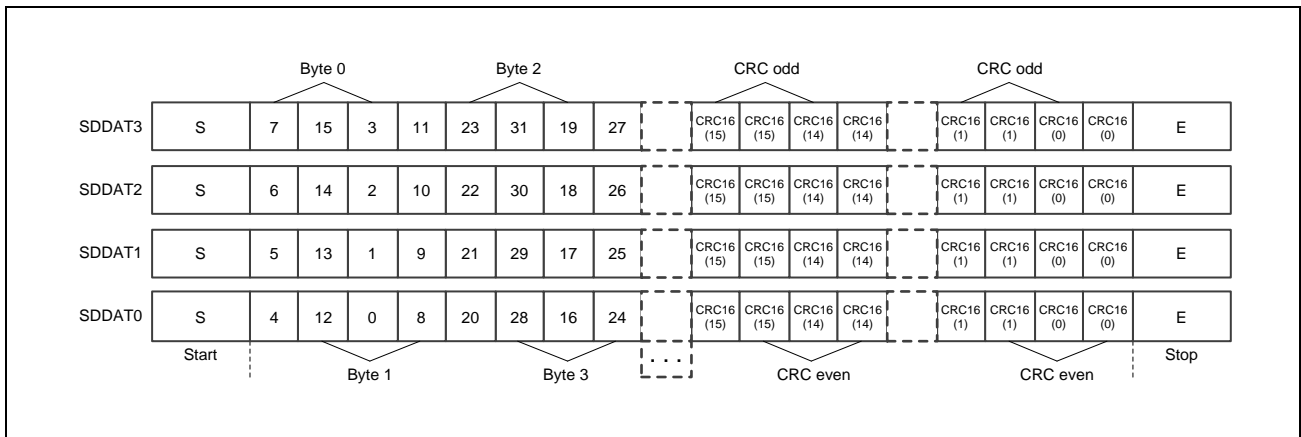 Byte 0 Byte 2 CRC odd CRC odd
SDDAT3 S 7 15 3 11 23 31 19 27 CRC16 (15) CRC16 (15) CRC16 (14) CRC16 (14) CRC16 (1) CRC16 (1) CRC16 (0) CRC16 (0) E
SDDAT2 S 6 14 2 10 22 30 18 26 CRC16 (15) CRC16 (15) CRC16 (14) CRC16 (14) CRC16 (1) CRC16 (1) CRC16 (0) CRC16 (0) E
SDDAT1 S 5 13 1 9 21 29 17 25 CRC16 (15) CRC16 (15) CRC16 (14) CRC16 (14) CRC16 (1) CRC16 (1) CRC16 (0) CRC16 (0) E
SDDAT0 S 4 12 0 8 20 28 16 24 CRC16 (15) CRC16 (15) CRC16 (14) CRC16 (14) CRC16 (1) CRC16 (1) CRC16 (0) CRC16 (0) E
Start . . . Stop
Byte 1 Byte 3 CRC even CRC even